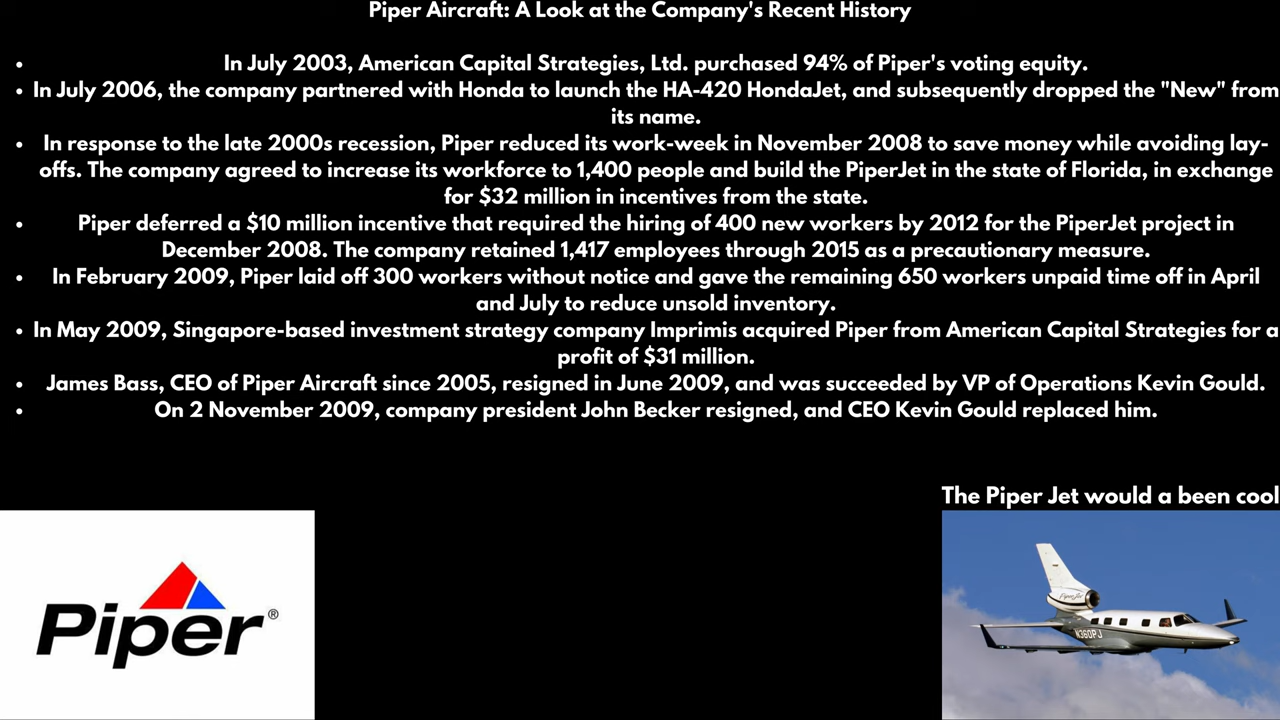 Piper Aircraft: A Look at the Company's Recent History
• In July 2003, American Capital Strategies, Ltd. purchased 94% of Piper's voting equity.
• In July 2006, the company partnered with Honda to launch the HA-420 HondaJet, and subsequently dropped the "New" from
its name.
• In response to the late 2000s recession, Piper reduced its work-week in November 2008 to save money while avoiding lay-
offs. The company agreed to increase its workforce to 1,400 people and build the PiperJet in the state of Florida, in exchange
for $32 million in incentives from the state.
• Piper deferred a $10 million incentive that required the hiring of 400 new workers by 2012 for the PiperJet project in
December 2008. The company retained 1,417 employees through 2015 as a precautionary measure.
• In February 2009, Piper laid off 300 workers without notice and gave the remaining 650 workers unpaid time off in April
and July to reduce unsold inventory.
• In May 2009, Singapore-based investment strategy company Imprimis acquired Piper from American Capital Strategies for a
profit of $31 million.
• James Bass, CEO of Piper Aircraft since 2005, resigned in June 2009, and was succeeded by VP of Operations Kevin Gould.
• On 2 November 2009, company president John Becker resigned, and CEO Kevin Gould replaced him.
The Piper Jet would a been cool
Piper®
PiperJet
N360PJ